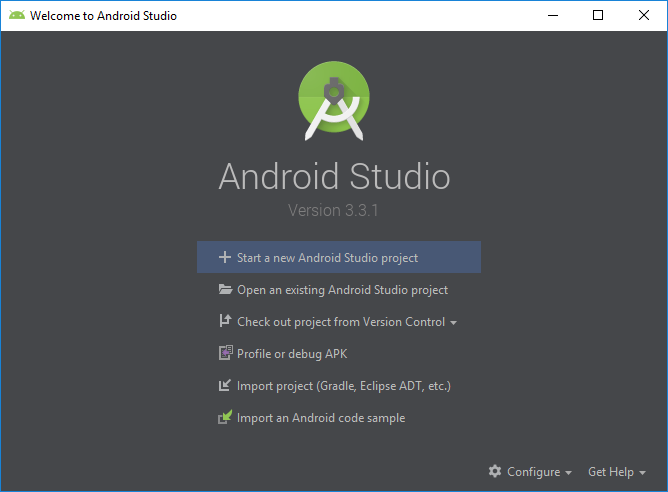 Welcome to Android Studio
Android Studio
Version 3.3.1
Start a new Android Studio project
Open an existing Android Studio project
Check out project from Version Control
Profile or debug APK
Import project (Gradle, Eclipse ADT, etc.)
Import an Android code sample
Configure Get Help